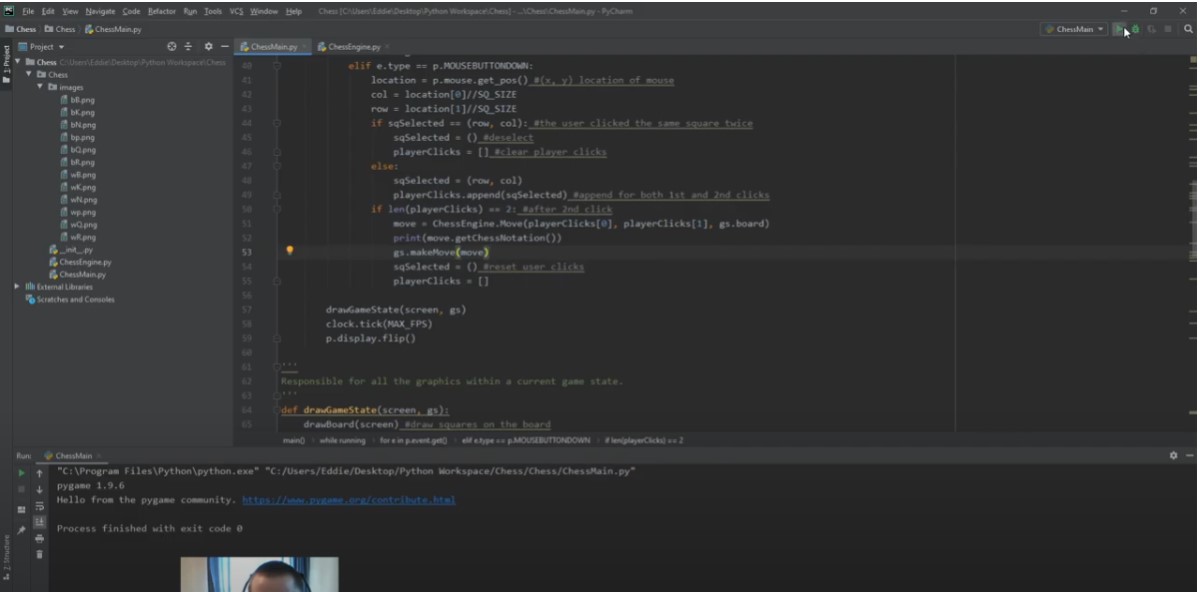 File Edit View Navigate Code Refactor Run Tools VCS Window Help Chess [C:\Users\Eddie\Desktop\Python Workspace\Chess] - ...\Chess\ChessMain.py - PyCharm
Chess Chess ChessMain.py ChessMain
Project ChessMain.py ChessEngine.py
1: Project
Chess C:\Users\Eddie\Desktop\Python Workspace\Chess
Chess
images
bB.png
bK.png
bN.png
bp.png
bQ.png
bR.png
wB.png
wK.png
wN.png
wp.png
wQ.png
wR.png
__init__.py
ChessEngine.py
ChessMain.py
External Libraries
Scratches and Consoles
40 elif e.type == p.MOUSEBUTTONDOWN:
41 location = p.mouse.get_pos() #(x, y) location of mouse
42 col = location[0]//SQ_SIZE
43 row = location[1]//SQ_SIZE
44 if sqSelected == (row, col): #the user clicked the same square twice
45 sqSelected = () #deselect
46 playerClicks = [] #clear player clicks
47 else:
48 sqSelected = (row, col)
49 playerClicks.append(sqSelected) #append for both 1st and 2nd clicks
50 if len(playerClicks) == 2: #after 2nd click
51 move = ChessEngine.Move(playerClicks[0], playerClicks[1], gs.board)
52 print(move.getChessNotation())
53 gs.makeMove(move)
54 sqSelected = () #reset user clicks
55 playerClicks = []
56
57 drawGameState(screen, gs)
58 clock.tick(MAX_FPS)
59 p.display.flip()
60
61 '''
62 Responsible for all the graphics within a current game state.
63 '''
64 def drawGameState(screen, gs):
65 drawBoard(screen) #draw squares on the board
main() while running for e in p.event.get() elif e.type == p.MOUSEBUTTONDOWN if len(playerClicks) == 2
Run: ChessMain
"C:\Program Files\Python\python.exe" "C:/Users/Eddie/Desktop/Python Workspace/Chess/Chess/ChessMain.py"
pygame 1.9.6
Hello from the pygame community. https://www.pygame.org/contribute.html
Process finished with exit code 0
Z: Structure